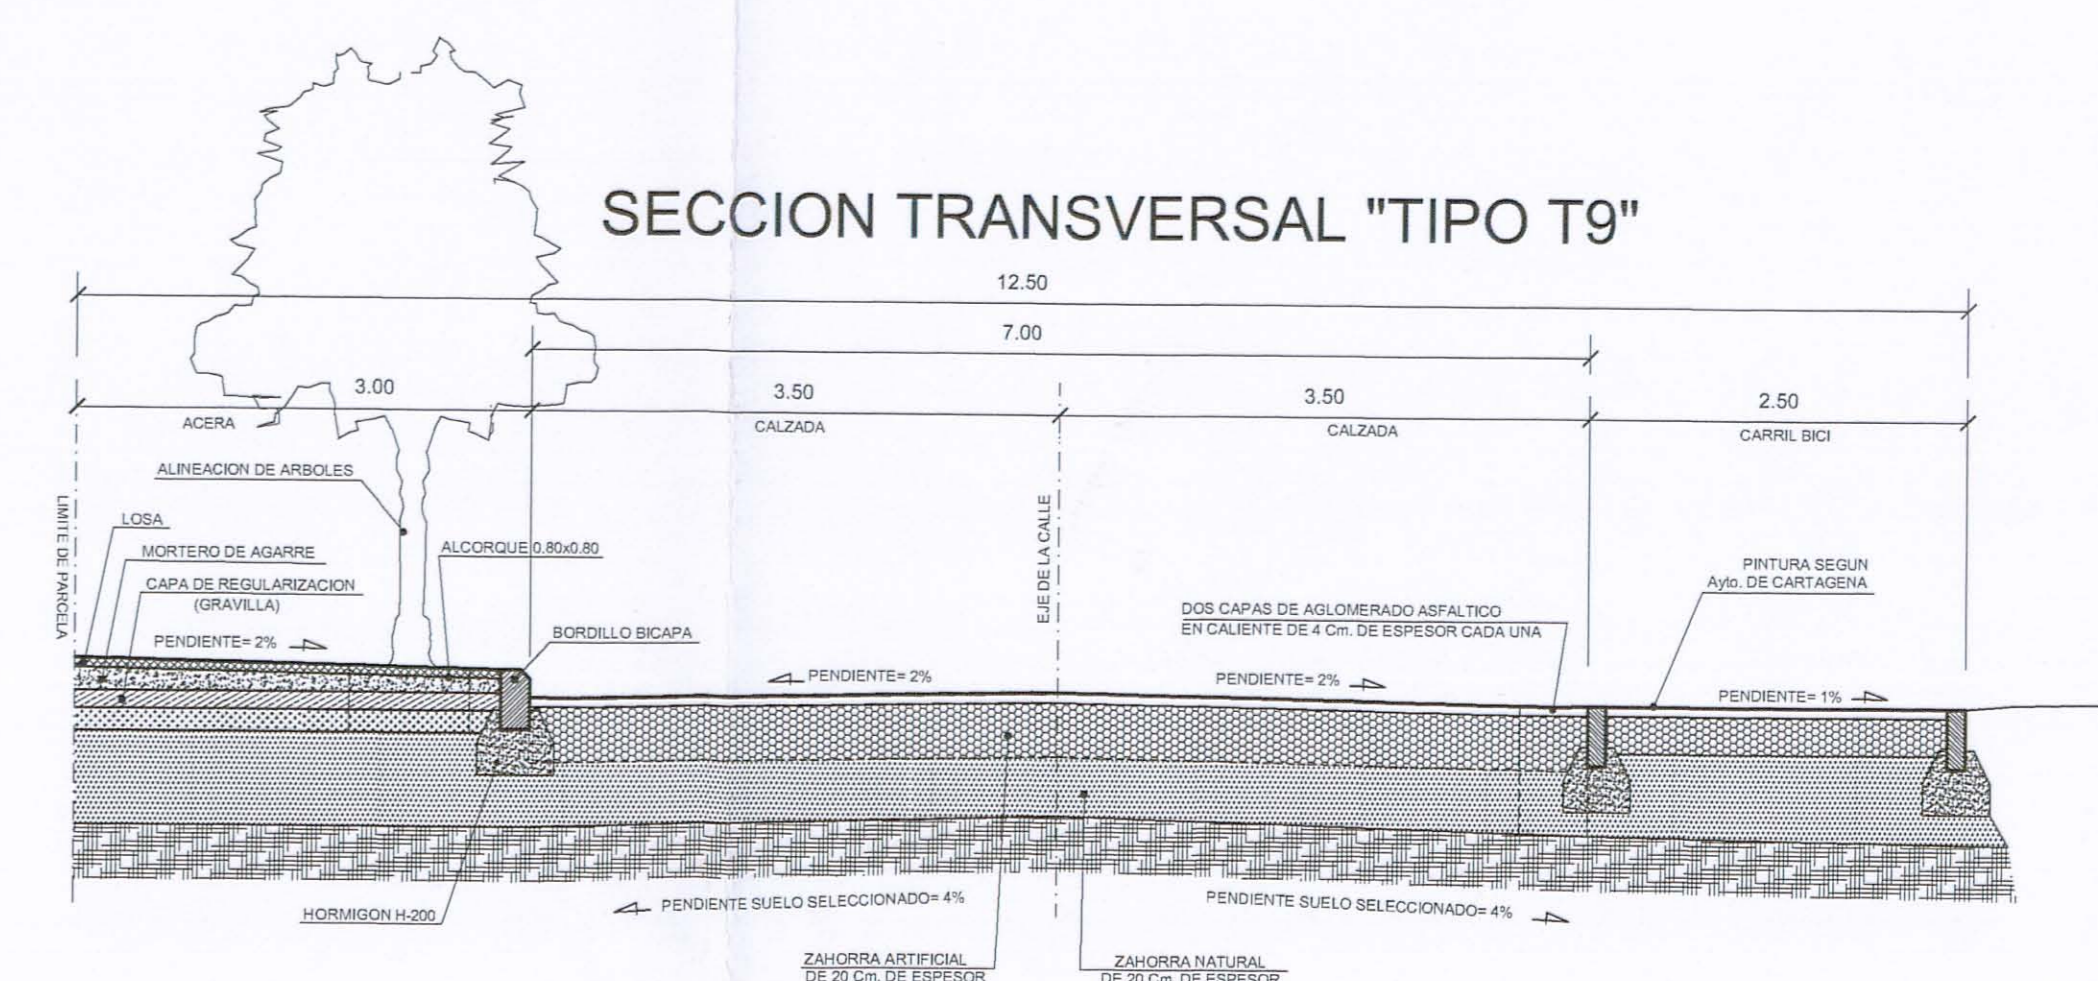 SECCION TRANSVERSAL "TIPO T9"
12.50
7.00
3.00
3.50
3.50
2.50
ACERA
CALZADA
CALZADA
CARRIL BICI
ALINEACION DE ARBOLES
LIMITE DE PARCELA
LOSA
MORTERO DE AGARRE
ALCORQUE 0.80x0.80
CAPA DE REGULARIZACION
(GRAVILLA)
EJE DE LA CALLE
PINTURA SEGUN
Ayto. DE CARTAGENA
DOS CAPAS DE AGLOMERADO ASFALTICO
EN CALIENTE DE 4 Cm. DE ESPESOR CADA UNA
PENDIENTE= 2%
BORDILLO BICAPA
PENDIENTE= 2%
PENDIENTE= 2%
PENDIENTE= 1%
HORMIGON H-200
PENDIENTE SUELO SELECCIONADO= 4%
PENDIENTE SUELO SELECCIONADO= 4%
ZAHORRA ARTIFICIAL
DE 20 Cm. DE ESPESOR
ZAHORRA NATURAL
DE 20 Cm. DE ESPESOR